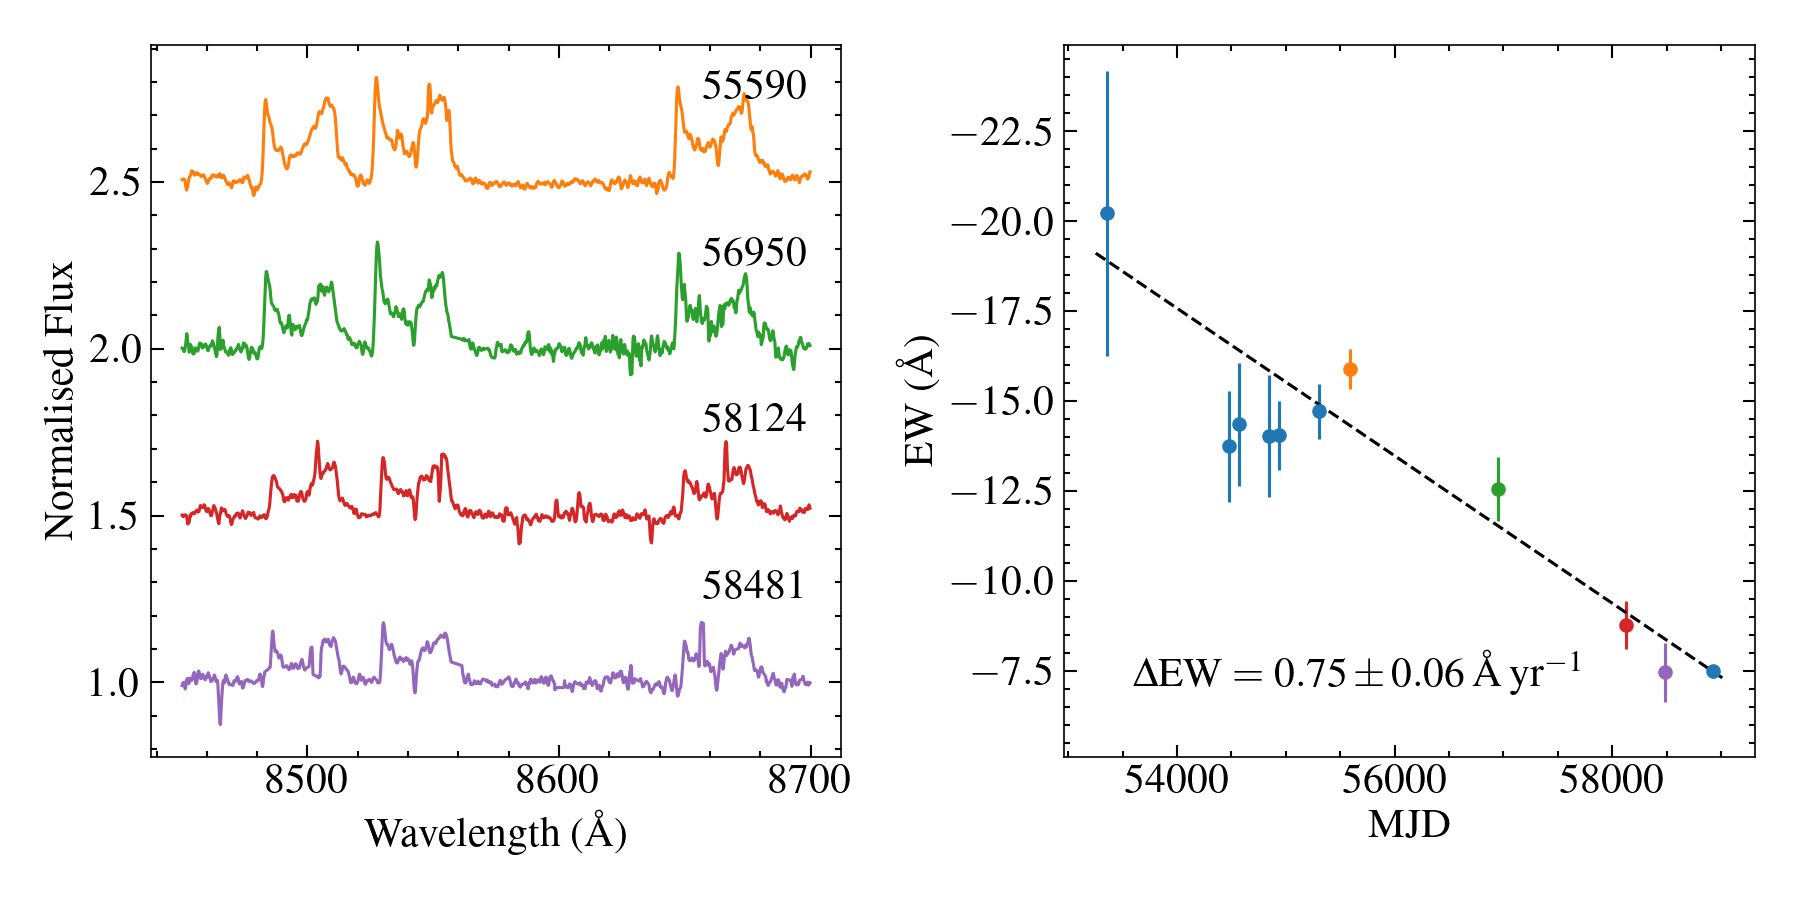 55590
56950
58124
58481
2.5
2.0
1.5
1.0
Normalised Flux
8500 8600 8700
Wavelength (Å)
−22.5
−20.0
−17.5
−15.0
−12.5
−10.0
−7.5
EW (Å)
ΔEW = 0.75 ± 0.06 Å yr⁻¹
54000 56000 58000
MJD